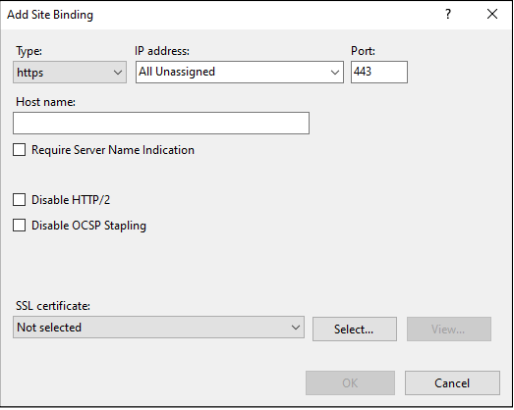 Add Site Binding ?
Type: IP address: Port:
https All Unassigned 443
Host name:
Require Server Name Indication
Disable HTTP/2
Disable OCSP Stapling
SSL certificate:
Not selected Select... View...
OK Cancel